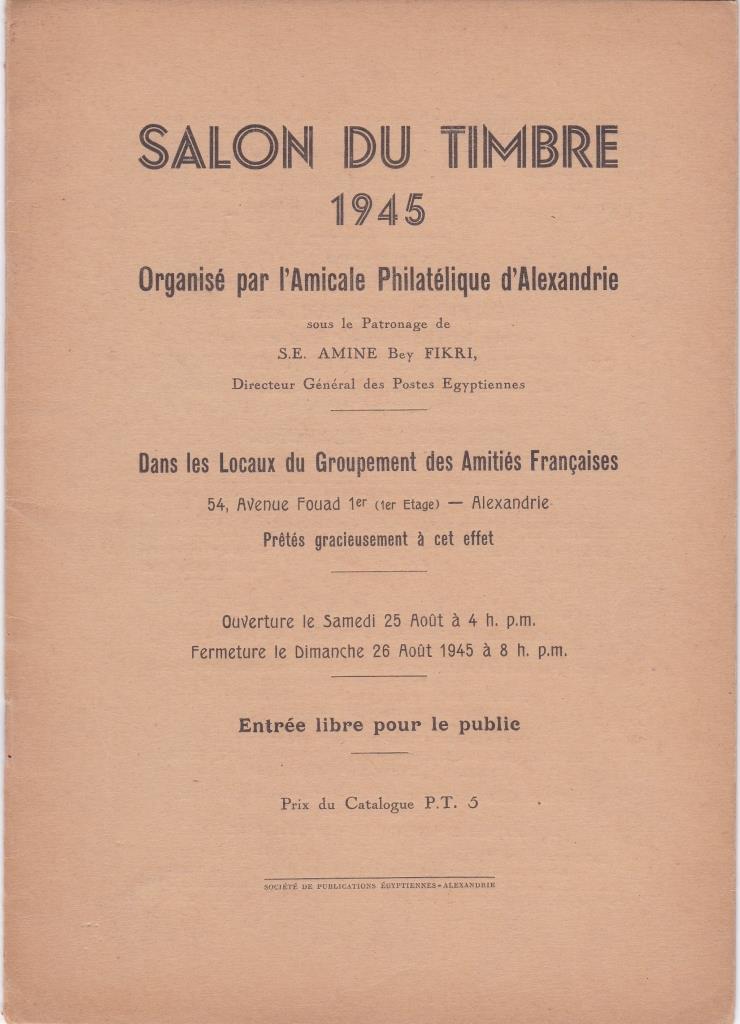 SALON DU TIMBRE
1945
Organisé par l'Amicale Philatélique d'Alexandrie
sous le Patronage de
S.E. AMINE Bey FIKRI,
Directeur Général des Postes Egyptiennes
Dans les Locaux du Groupement des Amitiés Françaises
54, Avenue Fouad 1er (1er Etage) — Alexandrie
Prêtés gracieusement à cet effet
Ouverture le Samedi 25 Août à 4 h. p.m.
Fermeture le Dimanche 26 Août 1945 à 8 h. p.m.
Entrée libre pour le public
Prix du Catalogue P.T. 5
SOCIÉTÉ DE PUBLICATIONS ÉGYPTIENNES-ALEXANDRIE